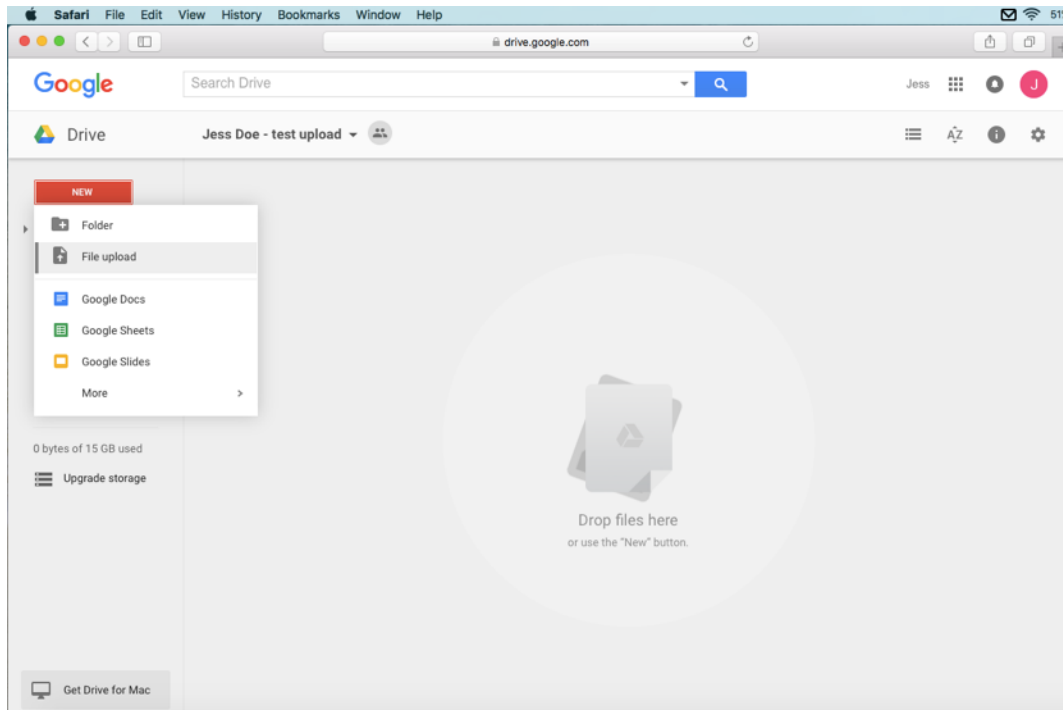 Safari File Edit View History Bookmarks Window Help
drive.google.com
Google Search Drive Jess J
Drive Jess Doe - test upload AZ
NEW
Folder
File upload
Google Docs
Google Sheets
Google Slides
More
0 bytes of 15 GB used
Upgrade storage
Drop files here
or use the "New" button.
Get Drive for Mac